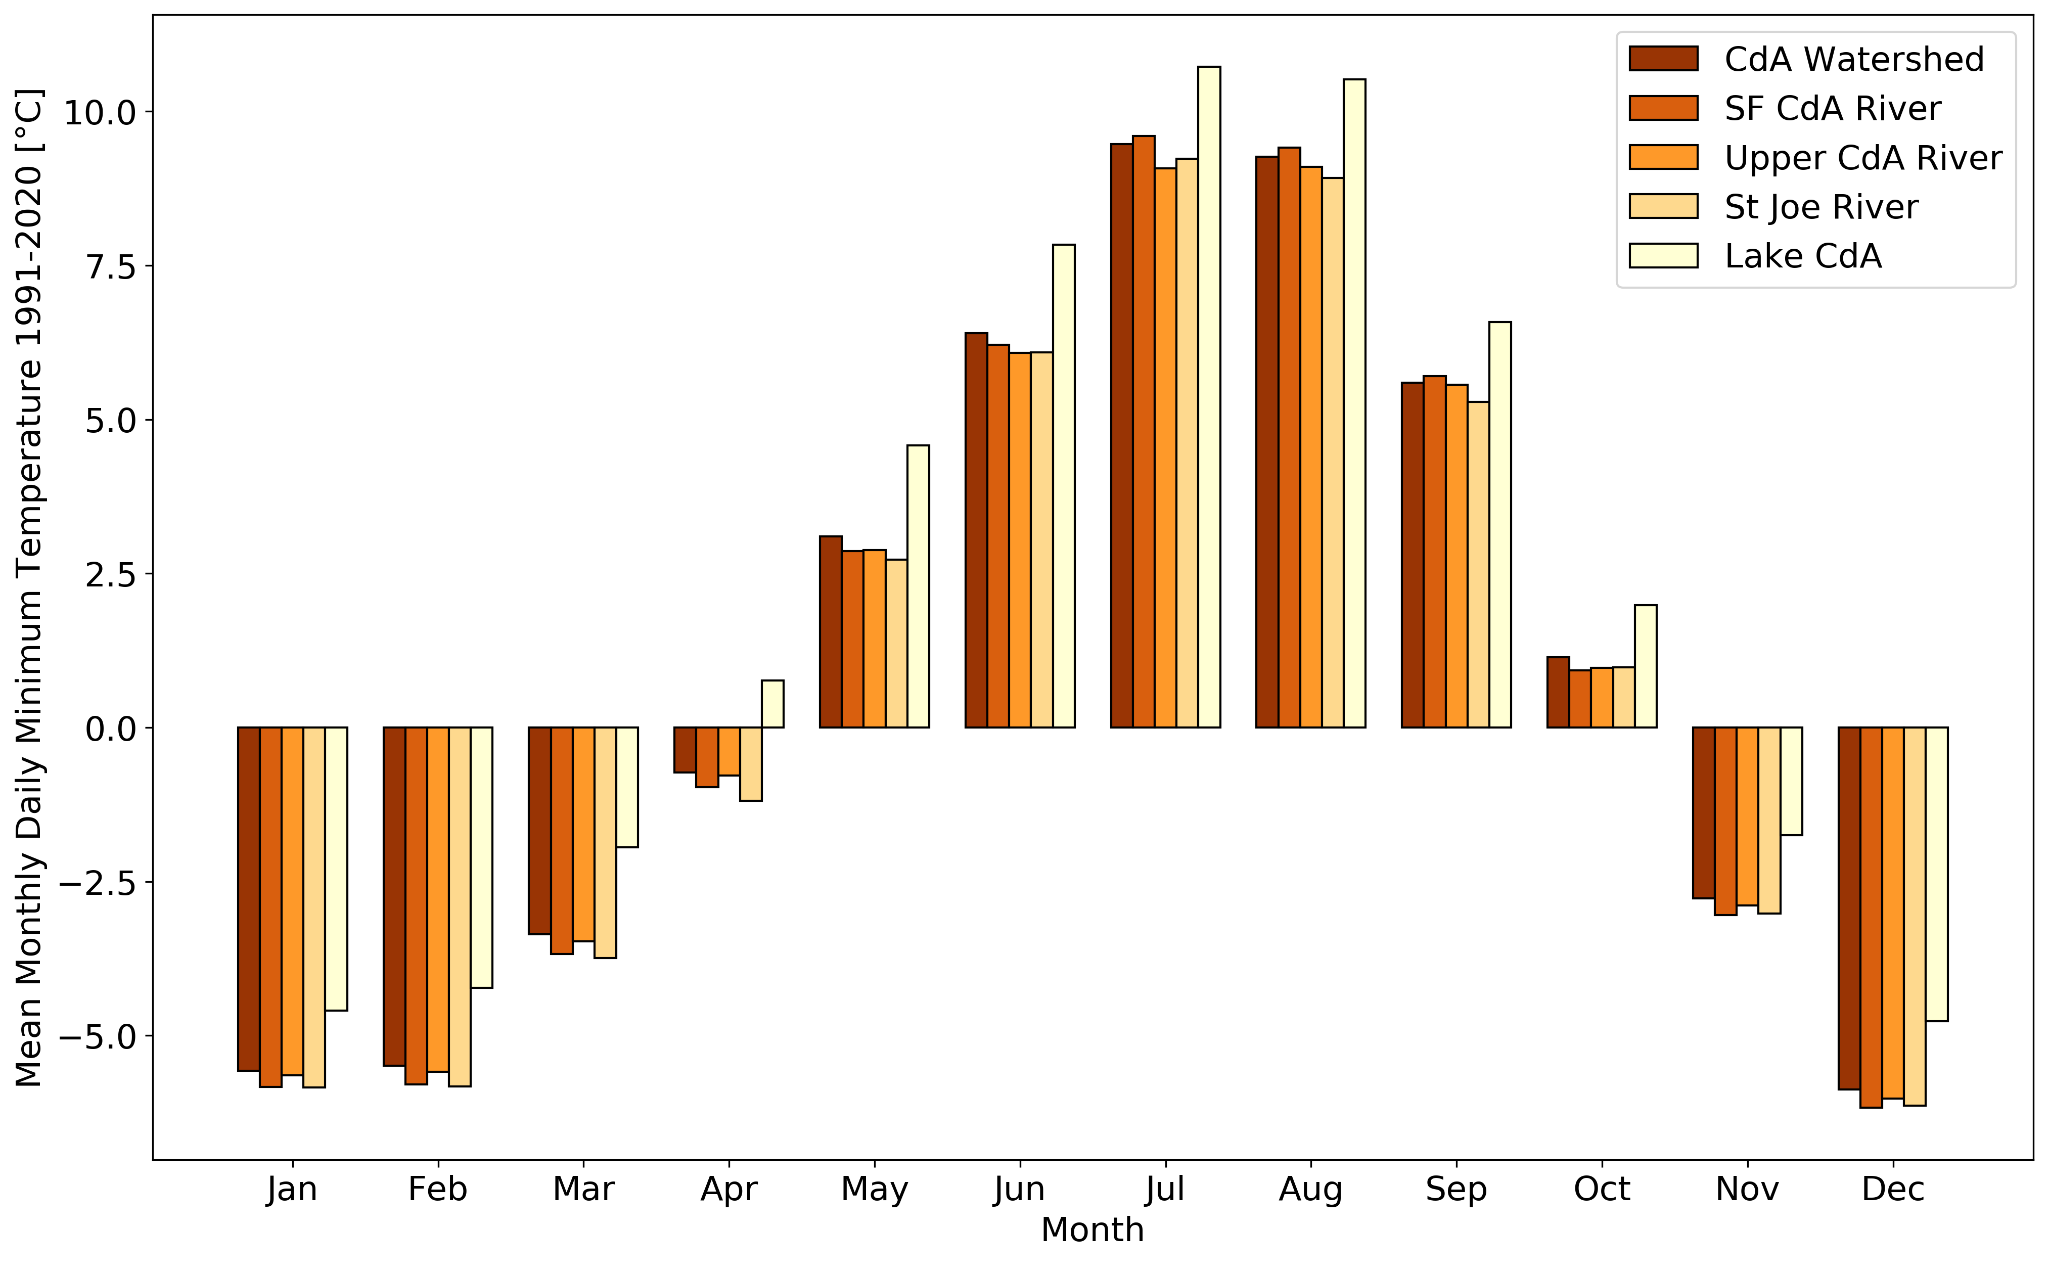 CdA Watershed
SF CdA River
Upper CdA River
St Joe River
Lake CdA
Mean Monthly Daily Minimum Temperature 1991-2020 [°C]
10.0
7.5
5.0
2.5
0.0
−2.5
−5.0
Jan Feb Mar Apr May Jun Jul Aug Sep Oct Nov Dec
Month